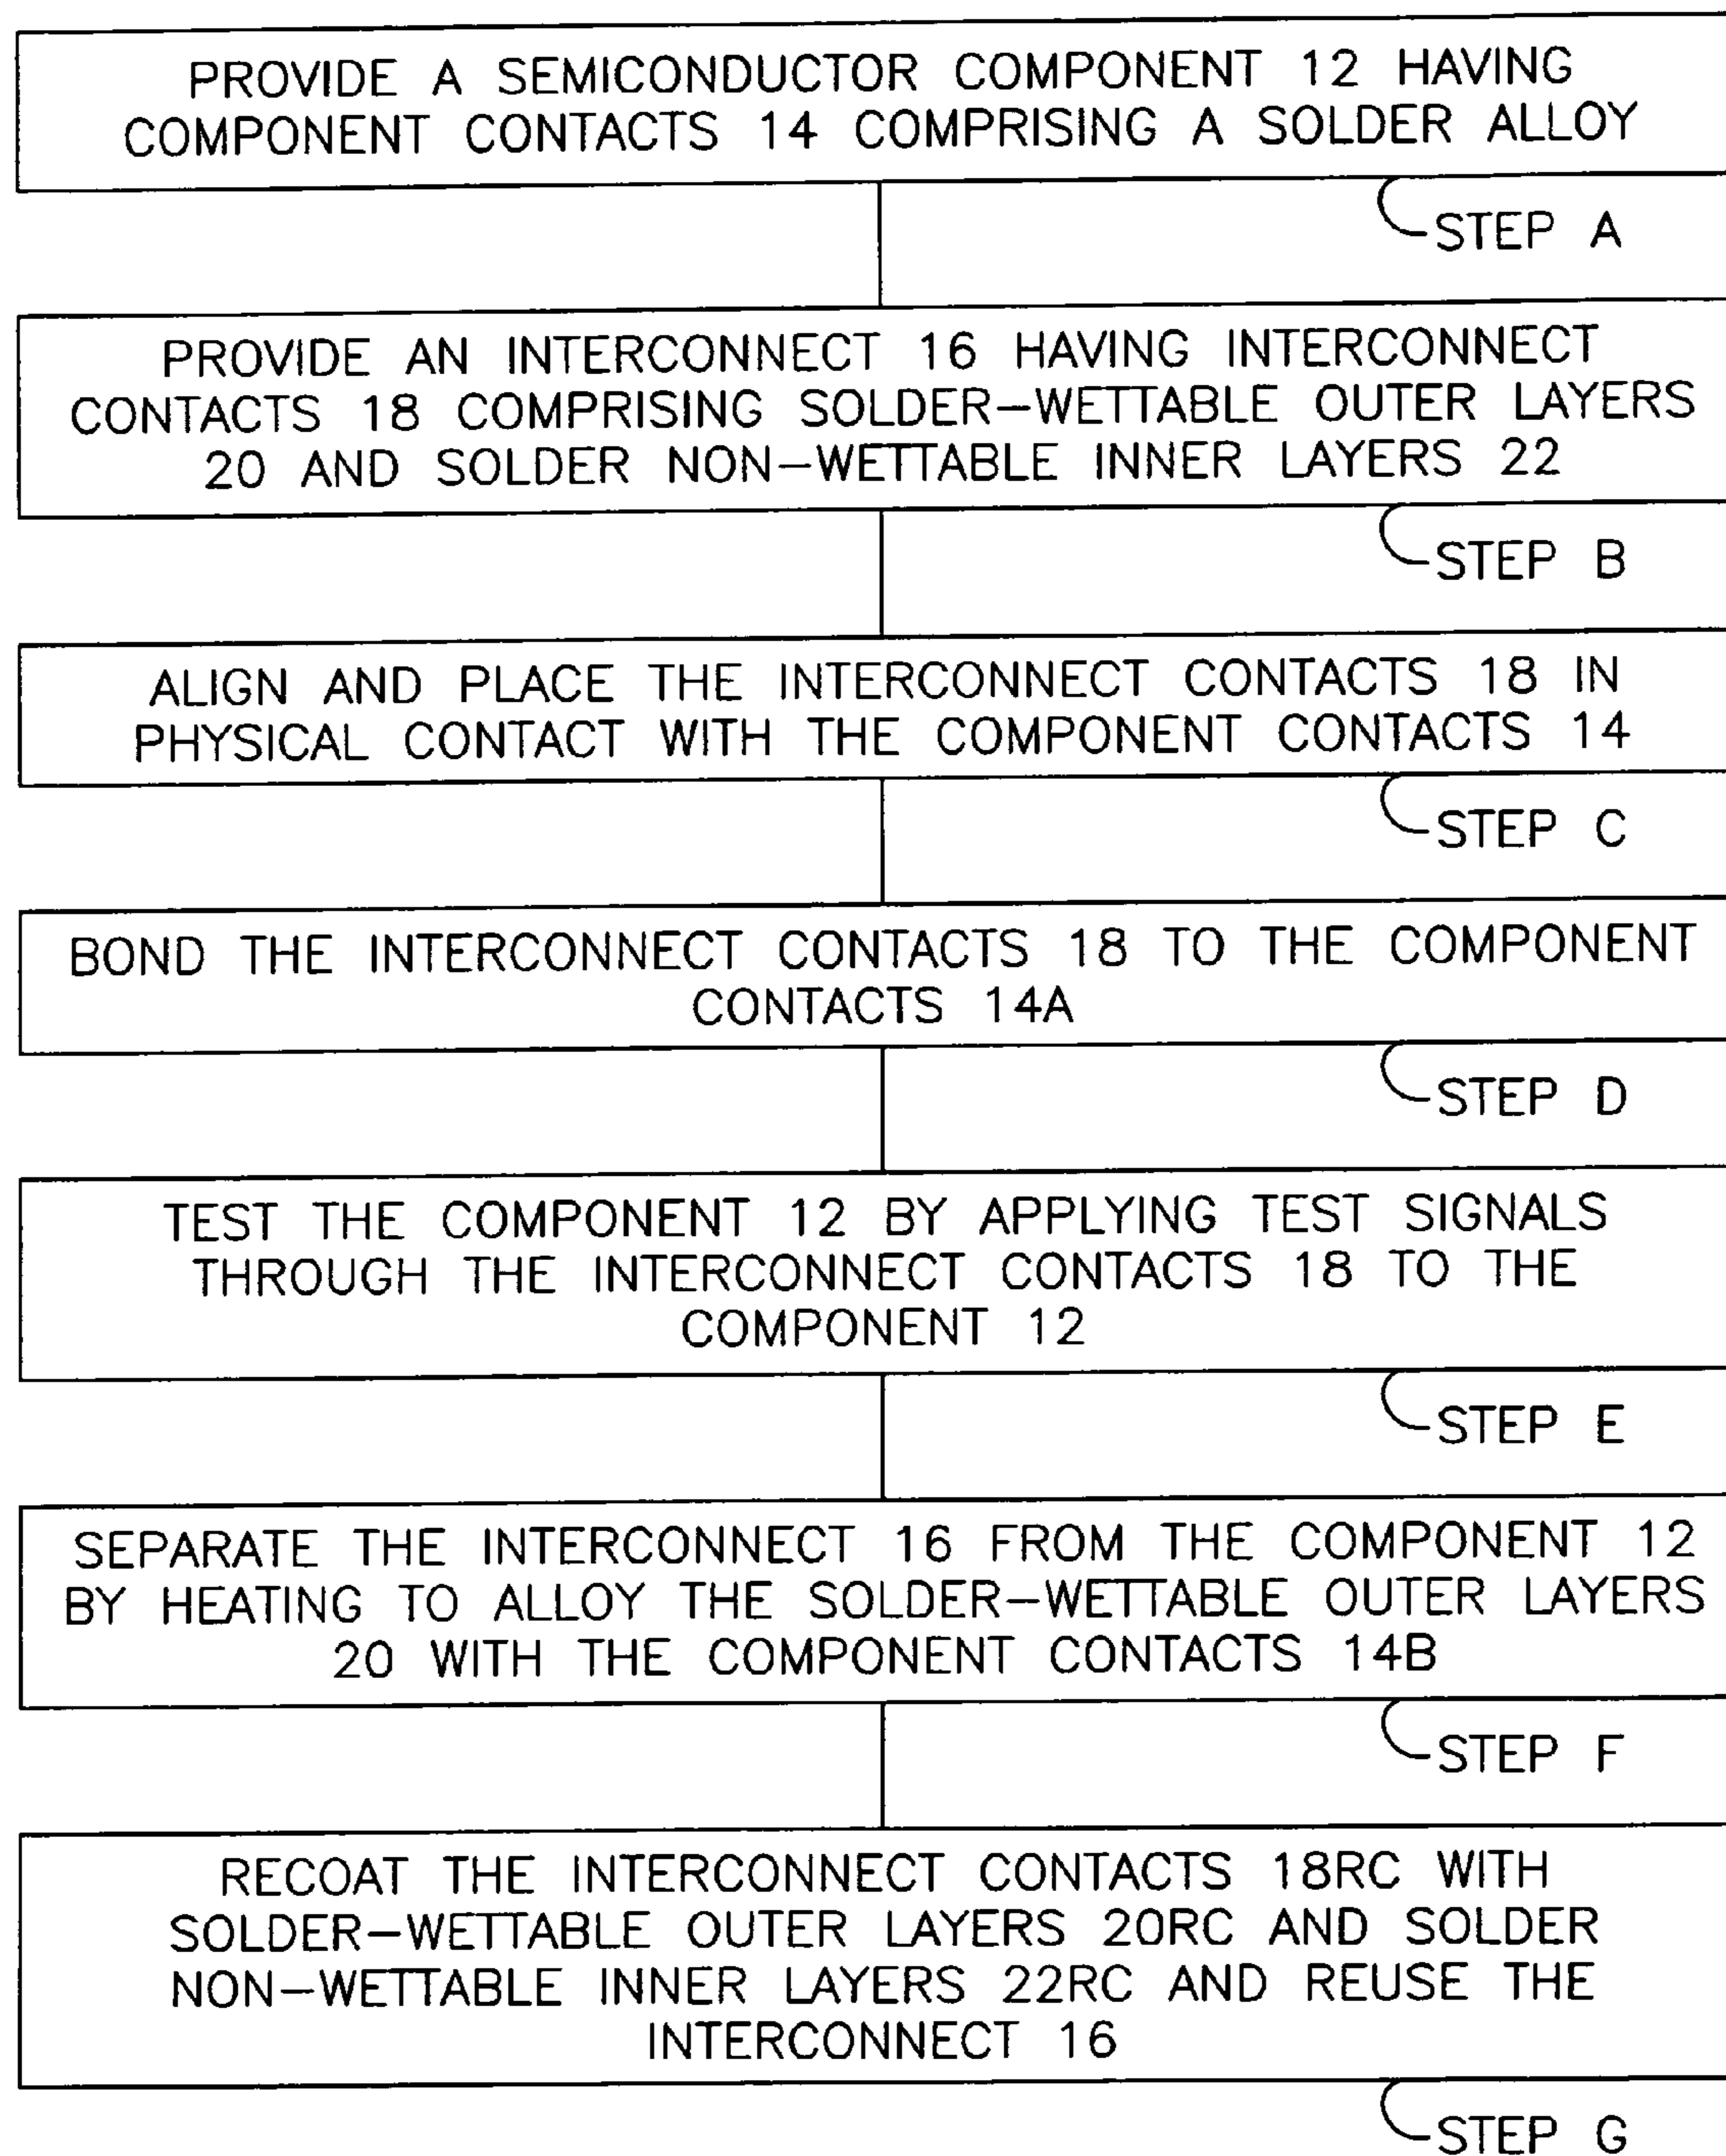 PROVIDE A SEMICONDUCTOR COMPONENT 12 HAVING
COMPONENT CONTACTS 14 COMPRISING A SOLDER ALLOY
STEP A
PROVIDE AN INTERCONNECT 16 HAVING INTERCONNECT
CONTACTS 18 COMPRISING SOLDER-WETTABLE OUTER LAYERS
20 AND SOLDER NON-WETTABLE INNER LAYERS 22
STEP B
ALIGN AND PLACE THE INTERCONNECT CONTACTS 18 IN
PHYSICAL CONTACT WITH THE COMPONENT CONTACTS 14
STEP C
BOND THE INTERCONNECT CONTACTS 18 TO THE COMPONENT
CONTACTS 14A
STEP D
TEST THE COMPONENT 12 BY APPLYING TEST SIGNALS
THROUGH THE INTERCONNECT CONTACTS 18 TO THE
COMPONENT 12
STEP E
SEPARATE THE INTERCONNECT 16 FROM THE COMPONENT 12
BY HEATING TO ALLOY THE SOLDER-WETTABLE OUTER LAYERS
20 WITH THE COMPONENT CONTACTS 14B
STEP F
RECOAT THE INTERCONNECT CONTACTS 18RC WITH
SOLDER-WETTABLE OUTER LAYERS 20RC AND SOLDER
NON-WETTABLE INNER LAYERS 22RC AND REUSE THE
INTERCONNECT 16
STEP G